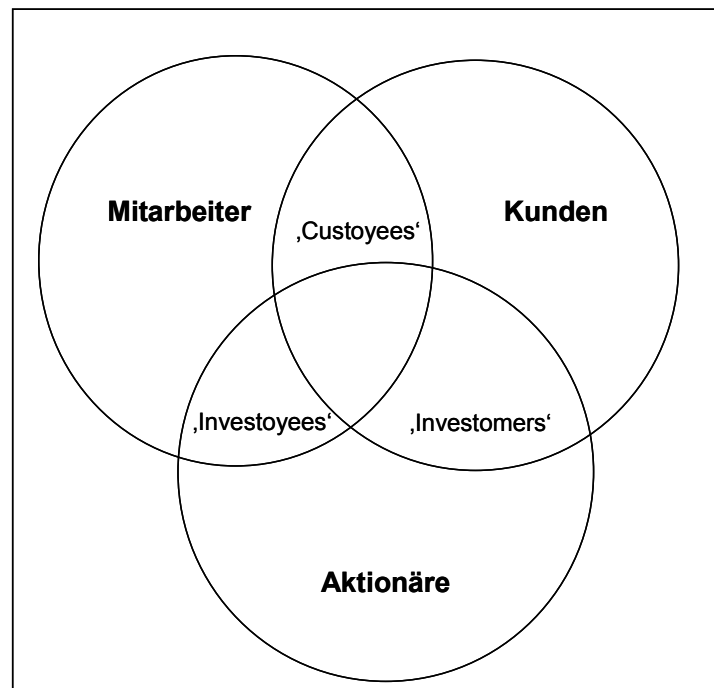 Mitarbeiter
Kunden
‚Custoyees‘
‚Investoyees‘
‚Investomers‘
Aktionäre